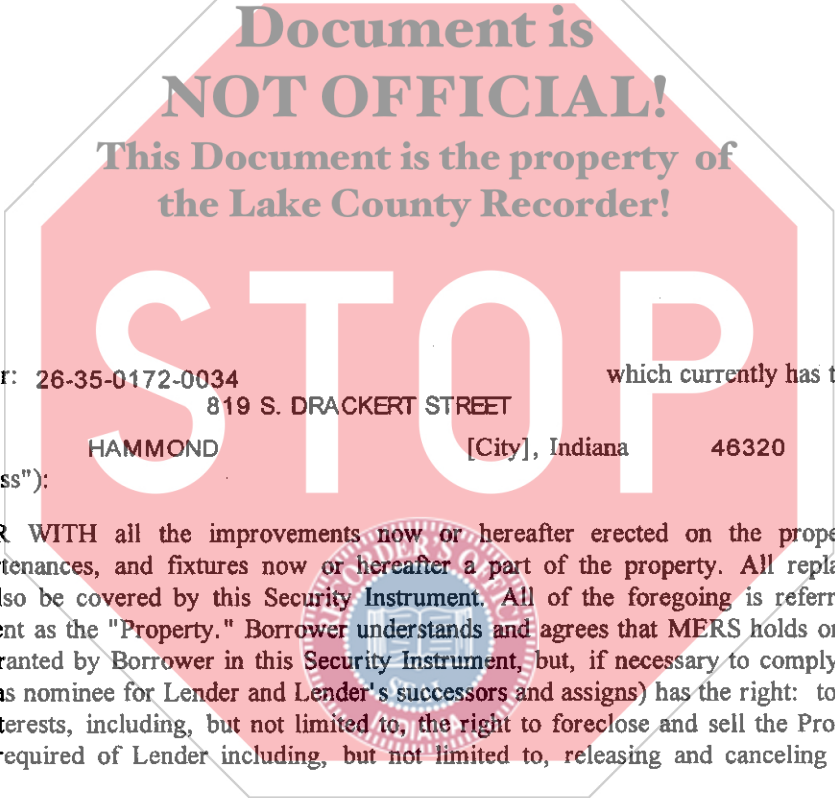 Document is
NOT OFFICIAL!
This Document is the property of
the Lake County Recorder!
STOP
r: 26-35-0172-0034 which currently has t
819 S. DRACKERT STREET
HAMMOND [City], Indiana 46320
ss"):
R WITH all the improvements now or hereafter erected on the prope
tenances, and fixtures now or hereafter a part of the property. All repla
lso be covered by this Security Instrument. All of the foregoing is referr
ent as the "Property." Borrower understands and agrees that MERS holds or
ranted by Borrower in this Security Instrument, but, if necessary to comply
as nominee for Lender and Lender's successors and assigns) has the right: to
terests, including, but not limited to, the right to foreclose and sell the Pro
required of Lender including, but not limited to, releasing and canceling
RECORDER'S OFFICE
INDIANA